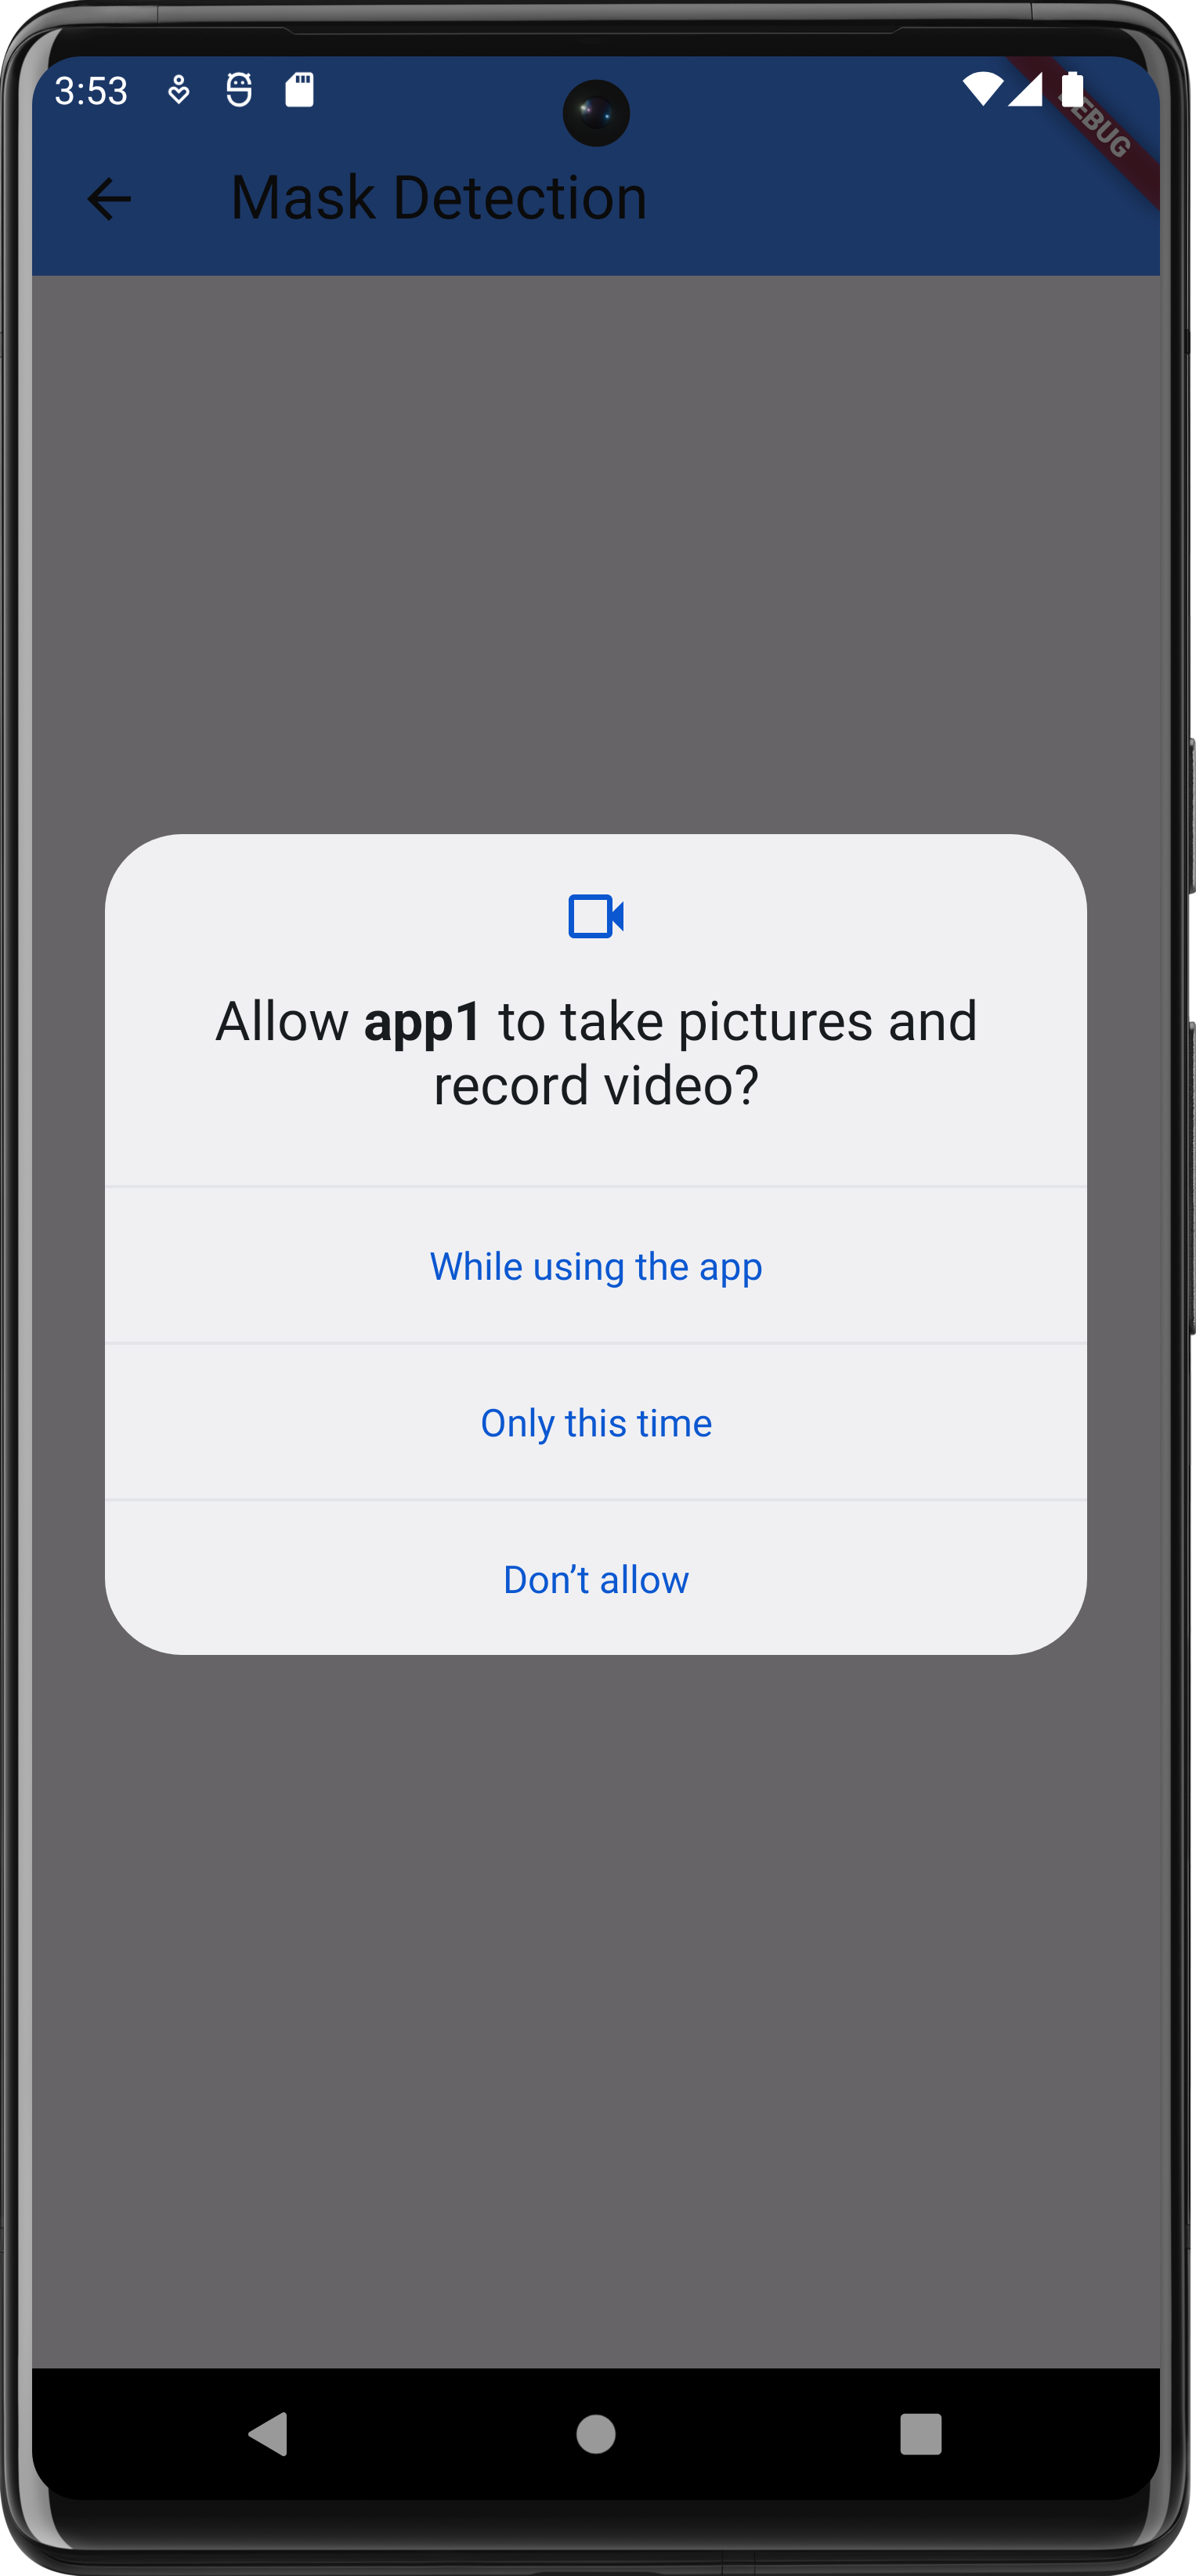 3:53
EBUG
Mask Detection
Allow app1 to take pictures and
record video?
While using the app
Only this time
Don’t allow